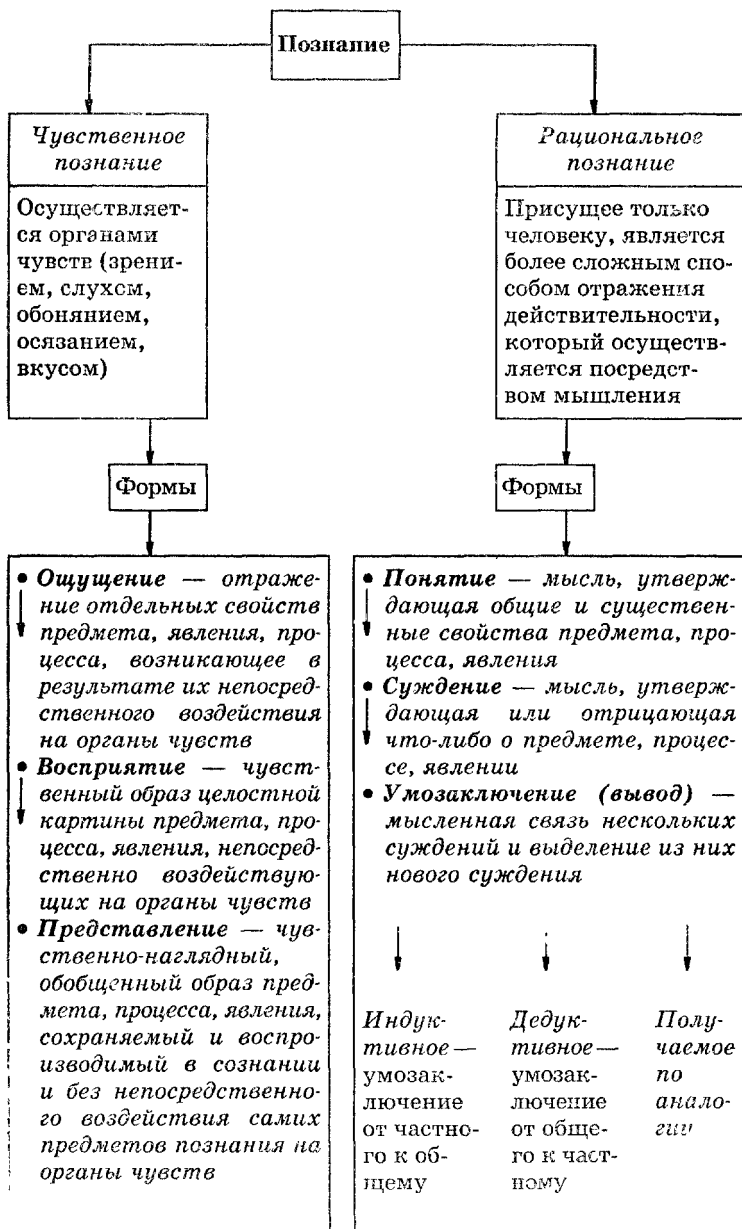 Познание
Чувственное
познание
Осуществляет-
ся органами
чувств (зрени-
ем, слухом,
обонянием,
осязанием,
вкусом)
Рациональное
познание
Присущее только
человеку, является
более сложным спо-
собом отражения
действительности,
который осуществ-
ляется посредст-
вом мышления
Формы
Формы
• Ощущение — отраже-
ние отдельных свойств
предмета, явления, про-
цесса, возникающее в
результате их непосред-
ственного воздействия
на органы чувств
• Восприятие — чувст-
венный образ целостной
картины предмета, про-
цесса, явления, непосред-
ственно воздействую-
щих на органы чувств
• Представление — чув-
ственно-наглядный,
обобщенный образ пред-
мета, процесса, явления,
сохраняемый и воспро-
изводимый в сознании
и без непосредственно-
го воздействия самих
предметов познания на
органы чувств
• Понятие — мысль, утверж-
дающая общие и существен-
ные свойства предмета, про-
цесса, явления
• Суждение — мысль, утверж-
дающая или отрицающая
что-либо о предмете, процес-
се, явлении
• Умозаключение (вывод) —
мысленная связь нескольких
суждений и выделение из них
нового суждения
Индук-
тивное —
умозак-
лючение
от частно-
го к об-
щему
Дедук-
тивное —
умозак-
лючение
от обще-
го к част-
ному
Полу-
чаемое
по
анало-
гии